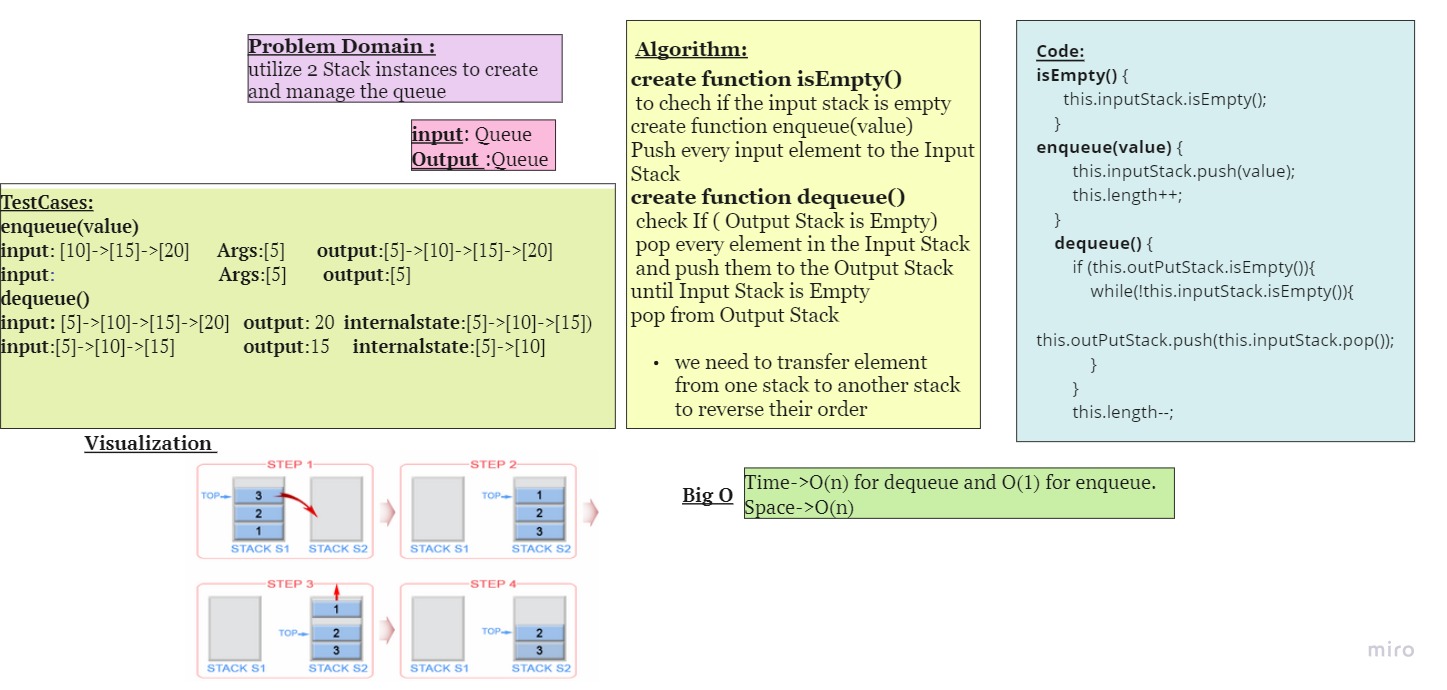 Problem Domain :
utilize 2 Stack instances to create
and manage the queue
input: Queue
Output :Queue
TestCases:
enqueue(value)
input: [10]->[15]->[20] Args:[5] output:[5]->[10]->[15]->[20]
input: Args:[5] output:[5]
dequeue()
input: [5]->[10]->[15]->[20] output: 20 internalstate:[5]->[10]->[15])
input:[5]->[10]->[15] output:15 internalstate:[5]->[10]
Algorithm:
create function isEmpty()
to chech if the input stack is empty
create function enqueue(value)
Push every input element to the Input
Stack
create function dequeue()
check If ( Output Stack is Empty)
pop every element in the Input Stack
and push them to the Output Stack
until Input Stack is Empty
pop from Output Stack
• we need to transfer element
from one stack to another stack
to reverse their order
Code:
isEmpty() {
this.inputStack.isEmpty();
}
enqueue(value) {
this.inputStack.push(value);
this.length++;
}
dequeue() {
if (this.outPutStack.isEmpty()){
while(!this.inputStack.isEmpty()){
this.outPutStack.push(this.inputStack.pop());
}
}
this.length--;
Visualization
STEP 1
TOP
3
2
1
STACK S1 STACK S2
STEP 2
TOP
1
2
3
STACK S1 STACK S2
STEP 3
1
TOP
2
3
STACK S1 STACK S2
STEP 4
TOP
2
3
STACK S1 STACK S2
Big O
Time->O(n) for dequeue and O(1) for enqueue.
Space->O(n)
miro